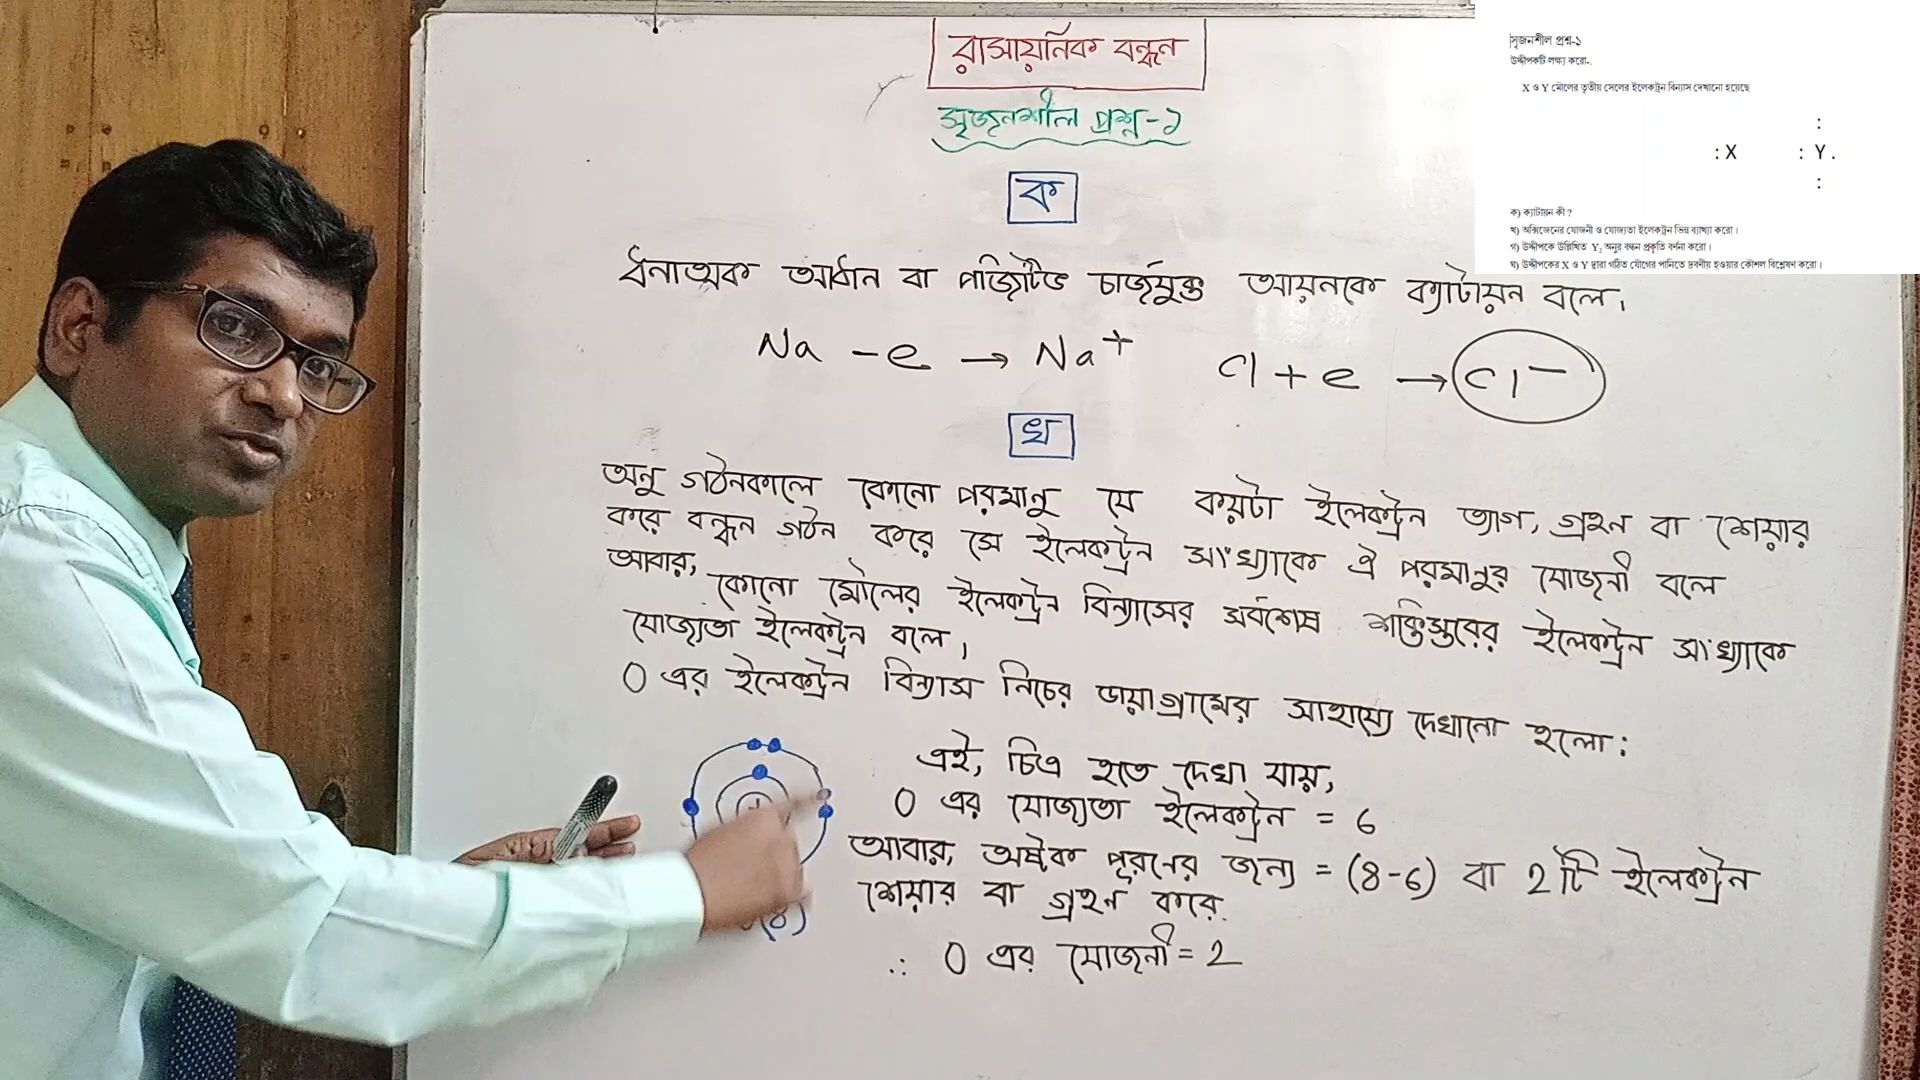 রাসায়নিক বন্ধন
সৃজনশীল প্রশ্ন-১
ক
ধনাত্মক আধান বা পজিটিভ চার্জযুক্ত আয়নকে ক্যাটায়ন বলে।
Na - e → Na⁺ Cl + e → Cl⁻
খ
অনু গঠনকালে কোনো পরমানু যে কয়টা ইলেকট্রন ত্যাগ, গ্রহন বা শেয়ার
করে বন্ধন গঠন করে সে ইলেকট্রন সংখ্যাকে ঐ পরমানুর যোজনী বলে
আবার, কোনো মৌলের ইলেকট্রন বিন্যাসের সর্বশেষ শক্তিস্তরের ইলেকট্রন সংখ্যাকে
যোজ্যতা ইলেকট্রন বলে।
O এর ইলেকট্রন বিন্যাস নিচের ডায়াগ্রামের সাহায্যে দেখানো হলো:
এই, চিত্র হতে দেখা যায়,
O এর যোজ্যতা ইলেকট্রন = 6
আবার, অষ্টক পূরনের জন্য = (8-6) বা 2 টি ইলেকট্রন
শেয়ার বা গ্রহন করে.
∴ O এর যোজনী = 2
(8)
সৃজনশীল প্রশ্ন-১
উদ্দীপকটি লক্ষ্য করো-.
X ও Y মৌলের তৃতীয় সেলের ইলেকট্রন বিন্যাস দেখানো হয়েছে
:
: X : Y .
:
ক) ক্যাটায়ন কী ?
খ) অক্সিজেনের যোজনী ও যোজ্যতা ইলেকট্রন ভিন্ন ব্যাখ্যা করো।
গ) উদ্দীপকে উল্লিখিত Y₂ অনুর বন্ধন প্রকৃতি বর্ণনা করো।
ঘ) উদ্দীপকের X ও Y দ্বারা গঠিত যৌগের পানিতে দ্রবণীয় হওয়ার কৌশল বিশ্লেষণ করো।